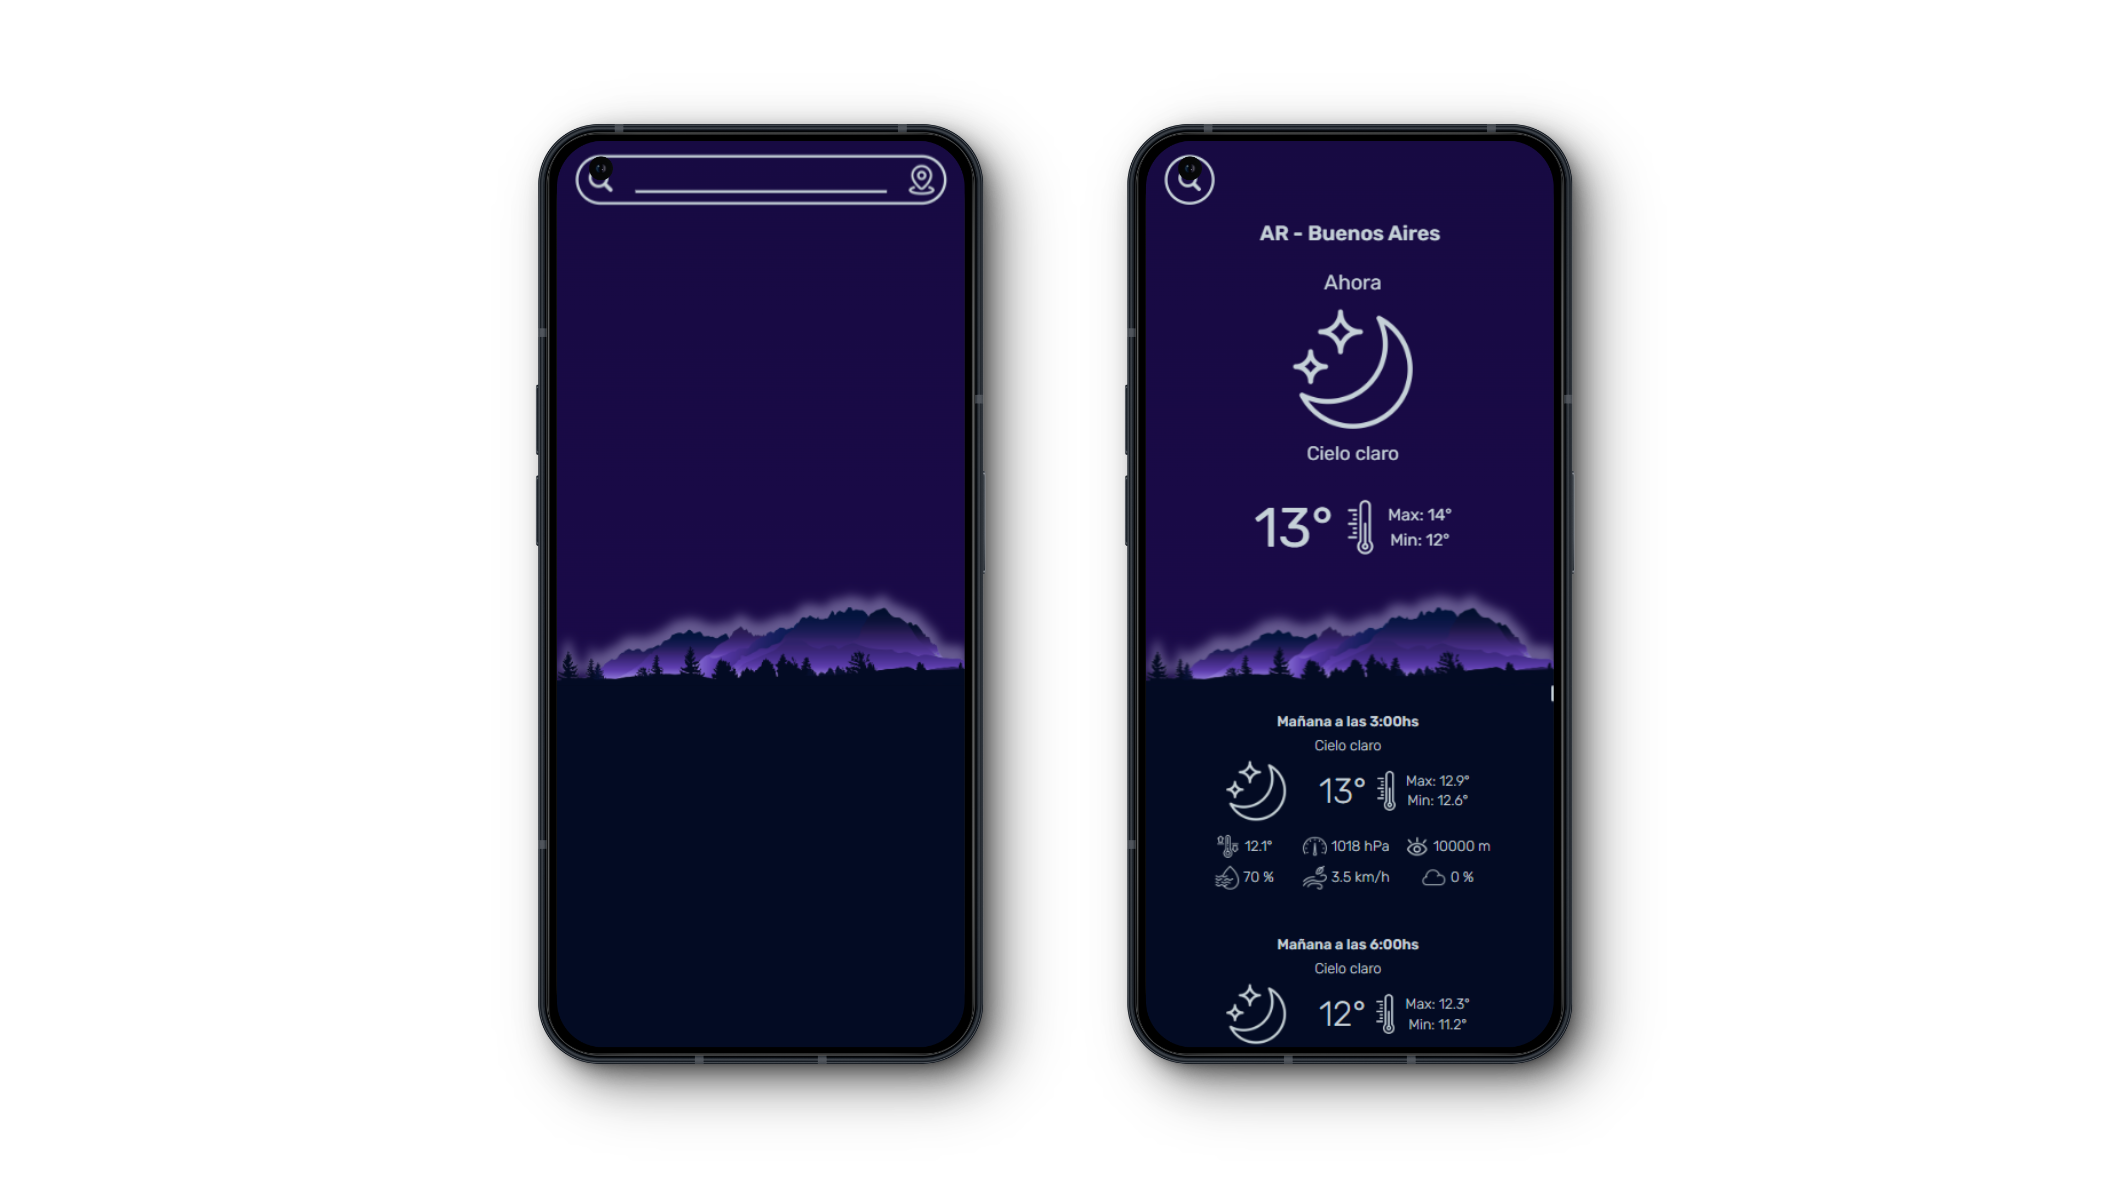 AR - Buenos Aires
Ahora
Cielo claro
13°
Max: 14°
Min: 12°
Mañana a las 3:00hs
Cielo claro
13°
Max: 12.9°
Min: 12.6°
12.1° 1018 hPa 10000 m
70 % 3.5 km/h 0 %
Mañana a las 6:00hs
Cielo claro
12°
Max: 12.3°
Min: 11.2°